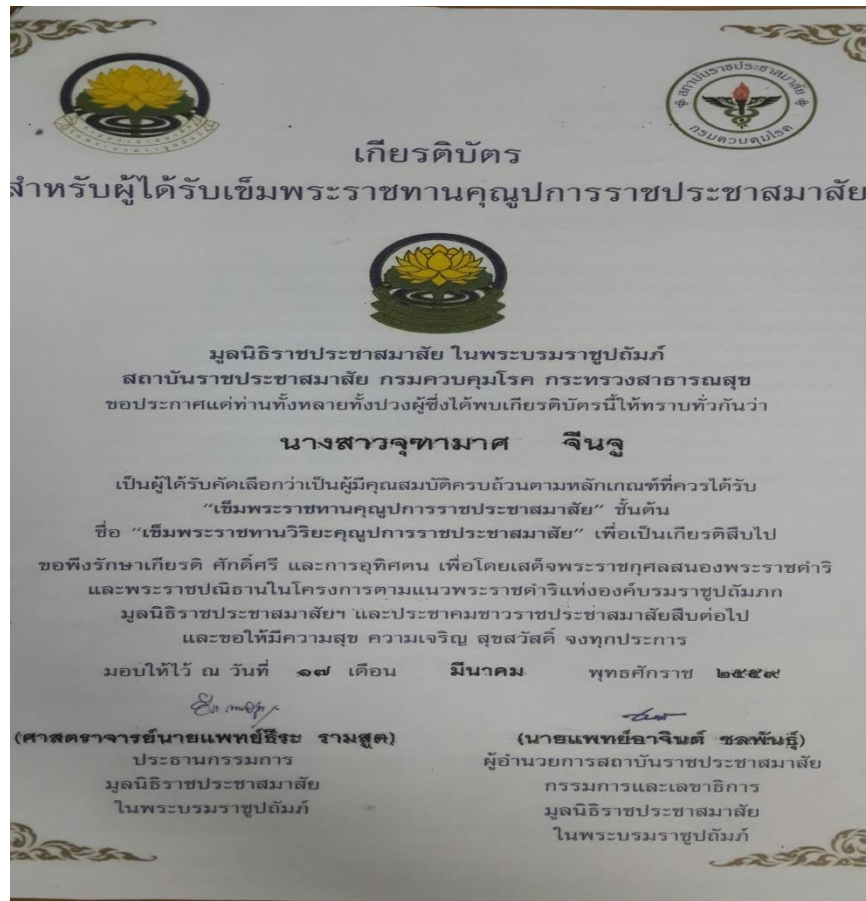 สถาบันราชประชาสมาสัย
กรมควบคุมโรค
เกียรติบัตร
สำหรับผู้ได้รับเข็มพระราชทานคุณูปการราชประชาสมาสัย
มูลนิธิราชประชาสมาสัย ในพระบรมราชูปถัมภ์
สถาบันราชประชาสมาสัย กรมควบคุมโรค กระทรวงสาธารณสุข
ขอประกาศแด่ท่านทั้งหลายทั้งปวงผู้ซึ่งได้พบเกียรติบัตรนี้ให้ทราบทั่วกันว่า
นางสาวจุฑามาศ จีนจู
เป็นผู้ได้รับคัดเลือกว่าเป็นผู้มีคุณสมบัติครบถ้วนตามหลักเกณฑ์ที่ควรได้รับ
“เข็มพระราชทานคุณูปการราชประชาสมาสัย” ชั้นต้น
ชื่อ “เข็มพระราชทานวิริยะคุณูปการราชประชาสมาสัย” เพื่อเป็นเกียรติสืบไป
ขอพึงรักษาเกียรติ ศักดิ์ศรี และการอุทิศตน เพื่อโดยเสด็จพระราชกุศลสนองพระราชดำริ
และพระราชปณิธานในโครงการตามแนวพระราชดำริแห่งองค์บรมราชูปถัมภก
มูลนิธิราชประชาสมาสัยฯ และประชาคมชาวราชประชาสมาสัยสืบต่อไป
และขอให้มีความสุข ความเจริญ สุขสวัสดิ์ จงทุกประการ
มอบให้ไว้ ณ วันที่ ๑๗ เดือน มีนาคม พุทธศักราช ๒๕๕๙
(ศาสตราจารย์นายแพทย์ธีระ รามสูต)
ประธานกรรมการ
มูลนิธิราชประชาสมาสัย
ในพระบรมราชูปถัมภ์
(นายแพทย์อาจินต์ ชลพันธุ์)
ผู้อำนวยการสถาบันราชประชาสมาสัย
กรรมการและเลขาธิการ
มูลนิธิราชประชาสมาสัย
ในพระบรมราชูปถัมภ์